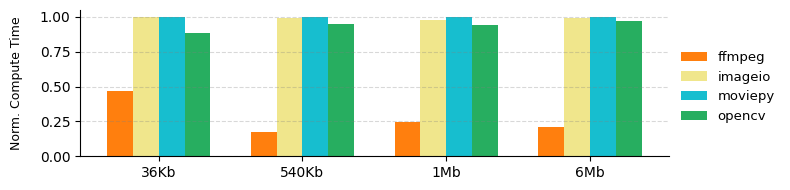 Norm. Compute Time
1.00
0.75
0.50
0.25
0.00
36Kb
540Kb
1Mb
6Mb
ffmpeg
imageio
moviepy
opencv